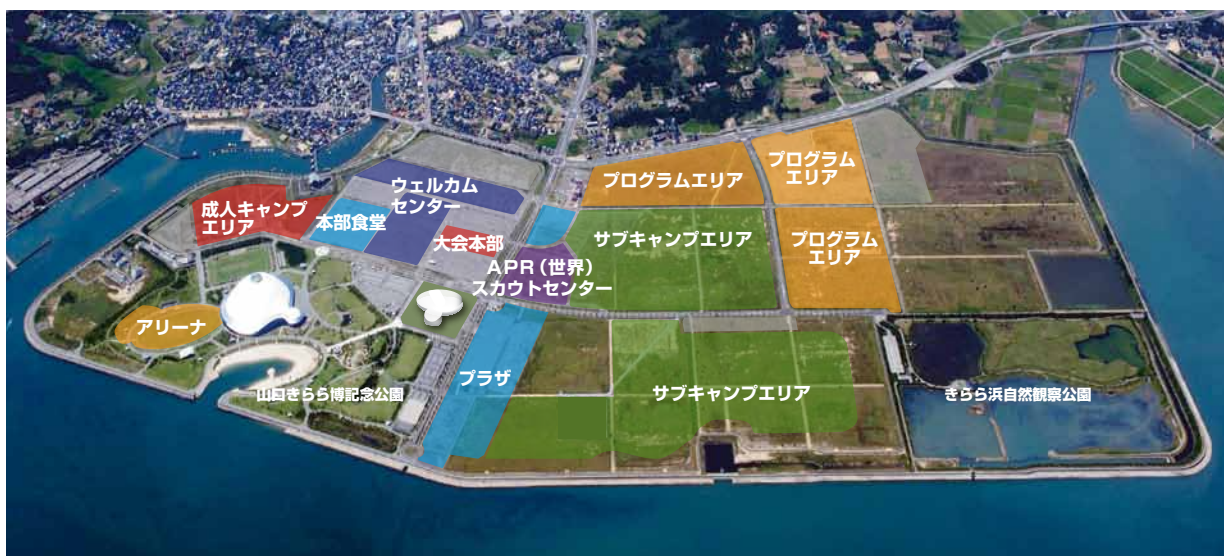 プログラム
エリア
プログラムエリア
ウェルカム
センター
成人キャンプ
エリア
本部食堂
大会本部
サブキャンプエリア
プログラム
エリア
APR（世界）
スカウトセンター
アリーナ
プラザ
山口きらら博記念公園
サブキャンプエリア
きらら浜自然観察公園